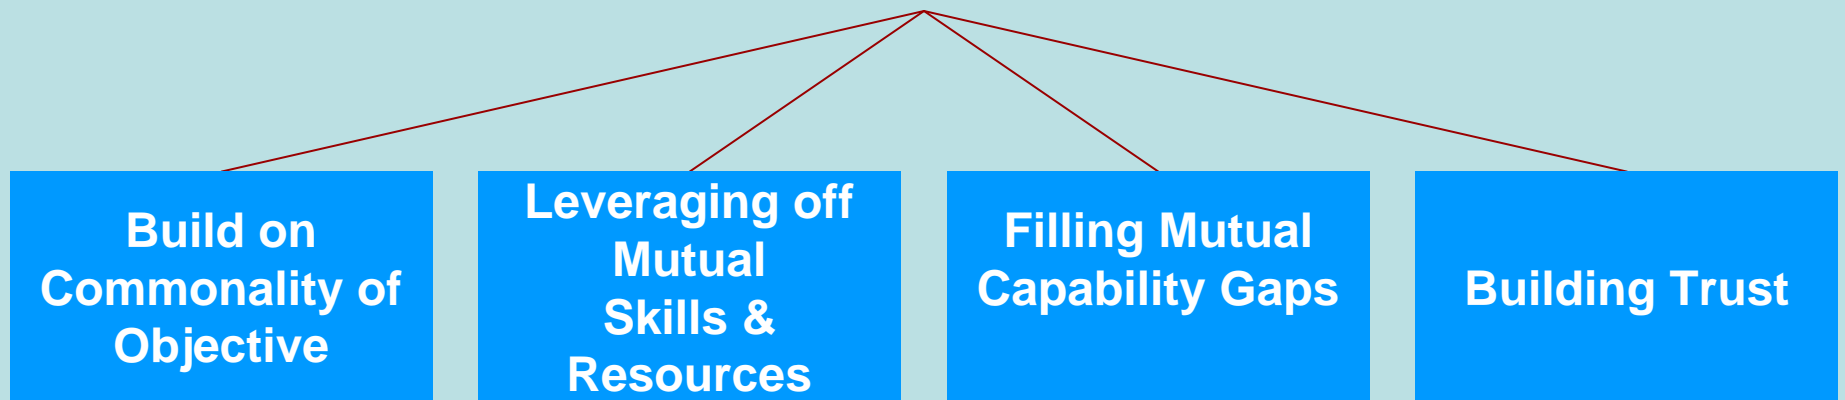 Build on
Commonality of
Objective
Leveraging off
Mutual
Skills &
Resources
Filling Mutual
Capability Gaps
Building Trust